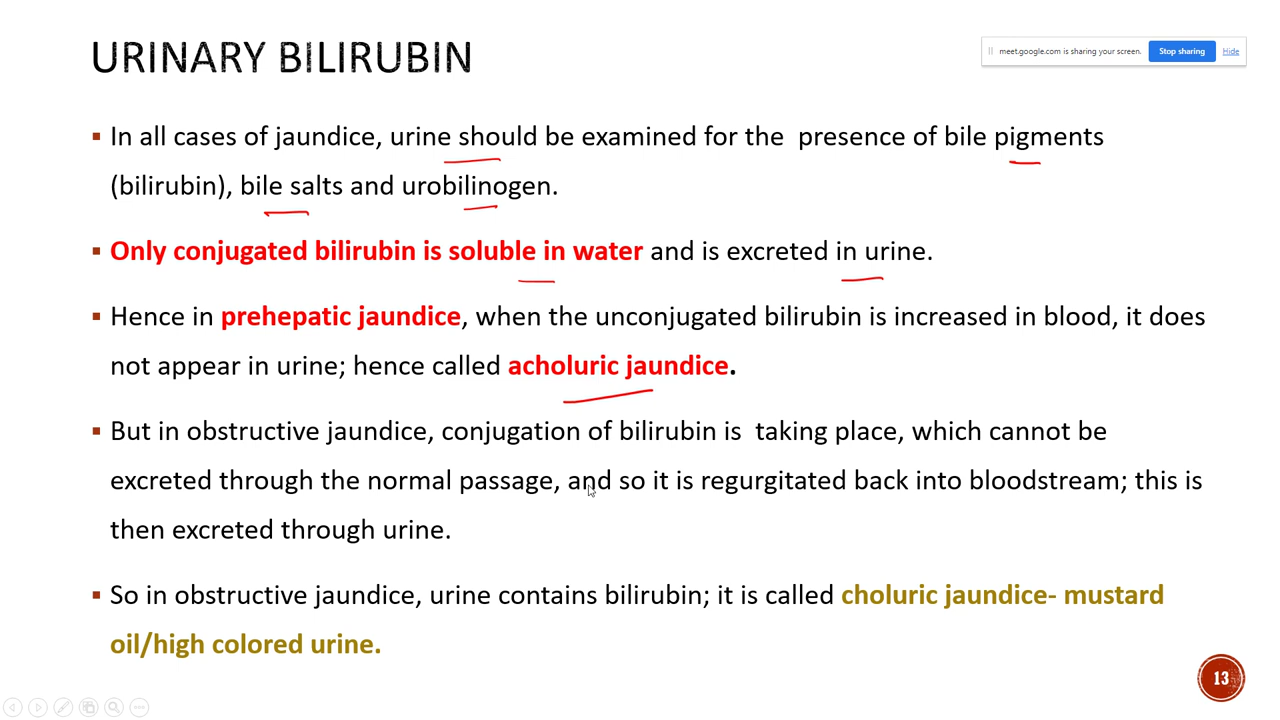 URINARY BILIRUBIN
meet.google.com is sharing your screen. Stop sharing Hide
▪ In all cases of jaundice, urine should be examined for the presence of bile pigments
(bilirubin), bile salts and urobilinogen.
▪ Only conjugated bilirubin is soluble in water and is excreted in urine.
▪ Hence in prehepatic jaundice, when the unconjugated bilirubin is increased in blood, it does
not appear in urine; hence called acholuric jaundice.
▪ But in obstructive jaundice, conjugation of bilirubin is taking place, which cannot be
excreted through the normal passage, and so it is regurgitated back into bloodstream; this is
then excreted through urine.
▪ So in obstructive jaundice, urine contains bilirubin; it is called choluric jaundice- mustard
oil/high colored urine.
13